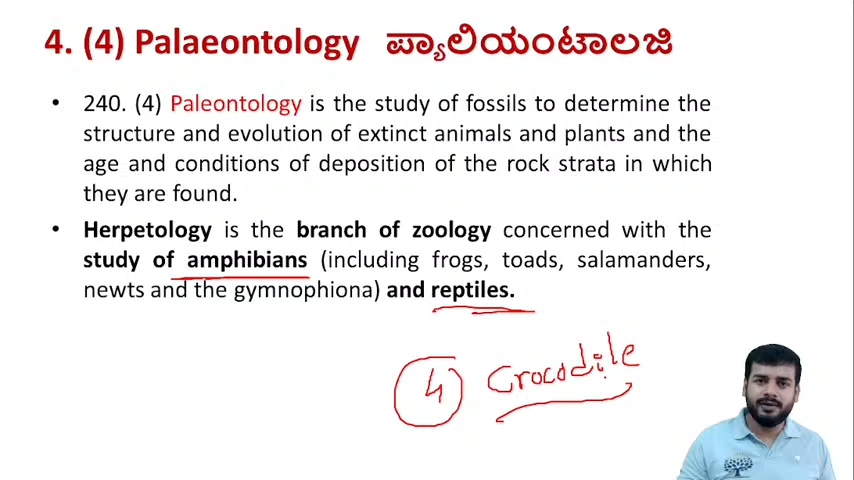 4. (4) Palaeontology ಪ್ಯಾಲಿಯಂಟಾಲಜಿ
• 240. (4) Paleontology is the study of fossils to determine the
structure and evolution of extinct animals and plants and the
age and conditions of deposition of the rock strata in which
they are found.
• Herpetology is the branch of zoology concerned with the
study of amphibians (including frogs, toads, salamanders,
newts and the gymnophiona) and reptiles.
4 Crocodile